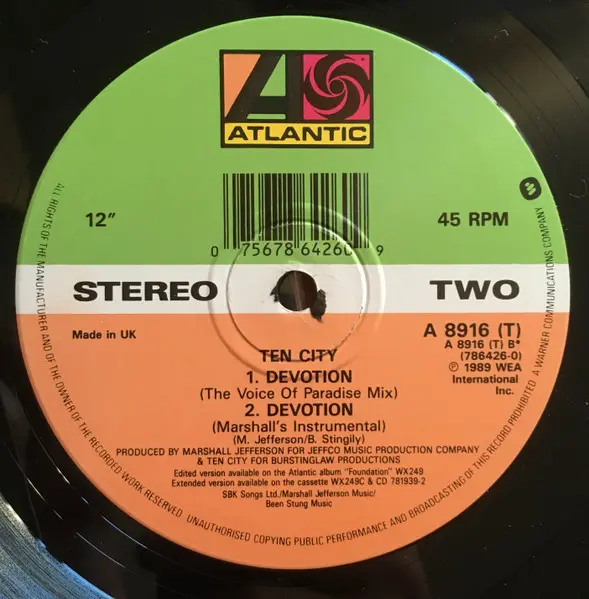 ATLANTIC
12"
45 RPM
0 75678 64260 9
STEREO
TWO
Made in UK
A 8916 (T)
A 8916 (T) B*
(786426-0)
℗ 1989 WEA
International
Inc.
TEN CITY
1. DEVOTION
(The Voice Of Paradise Mix)
2. DEVOTION
(Marshall's Instrumental)
(M. Jefferson/B. Stingily)
PRODUCED BY MARSHALL JEFFERSON FOR JEFFCO MUSIC PRODUCTION COMPANY
& TEN CITY FOR BURSTINGLAW PRODUCTIONS
Edited version available on the Atlantic album "Foundation" WX249
Extended version available on the cassette WX249C & CD 781939-2
SBK Songs Ltd./Marshall Jefferson Music/
Been Stung Music
ALL RIGHTS OF THE MANUFACTURER AND OF THE OWNER OF THE RECORDED WORK RESERVED. UNAUTHORISED COPYING PUBLIC PERFORMANCE AND BROADCASTING OF THIS RECORD PROHIBITED A WARNER COMMUNICATIONS COMPANY